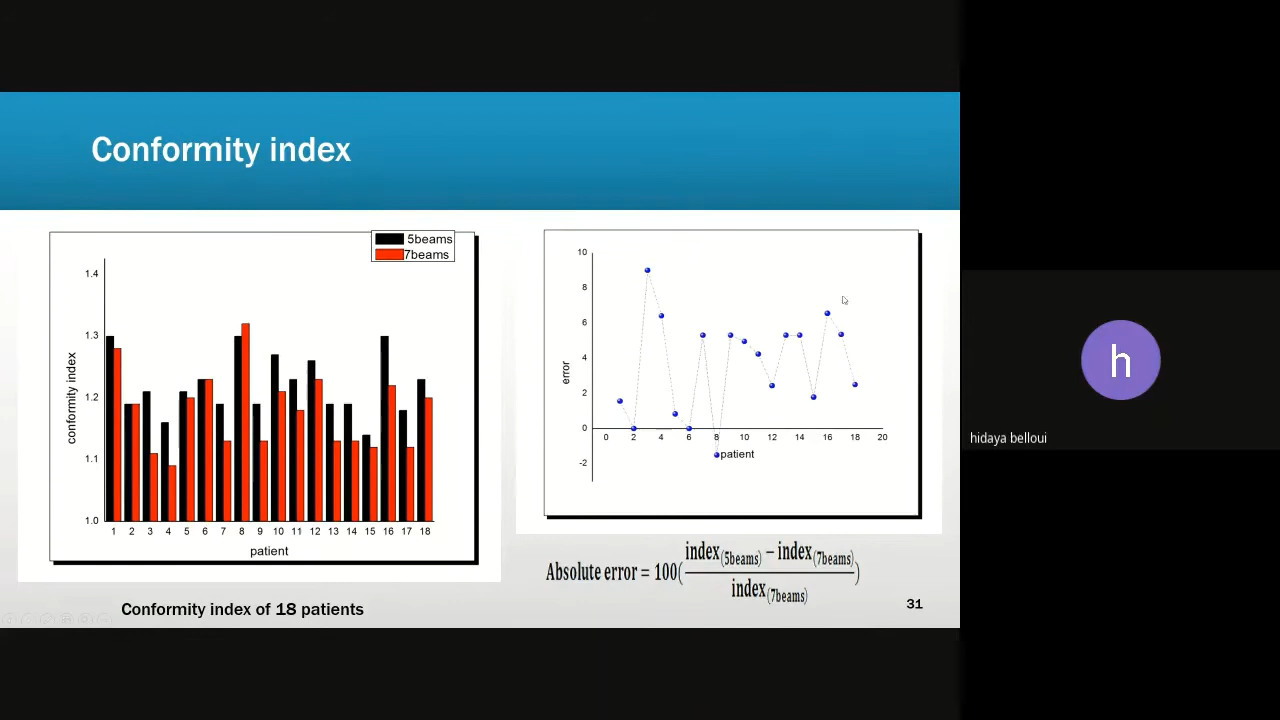 Conformity index
5beams
7beams
1.4
1.3
1.2
1.1
1.0
conformity index
1 2 3 4 5 6 7 8 9 10 11 12 13 14 15 16 17 18
patient
Conformity index of 18 patients
10
8
6
4
2
0
-2
error
0 2 4 6 8 10 12 14 16 18 20
patient
Absolute error = 100(index(5beams) − index(7beams) / index(7beams))
31
h
hidaya belloui